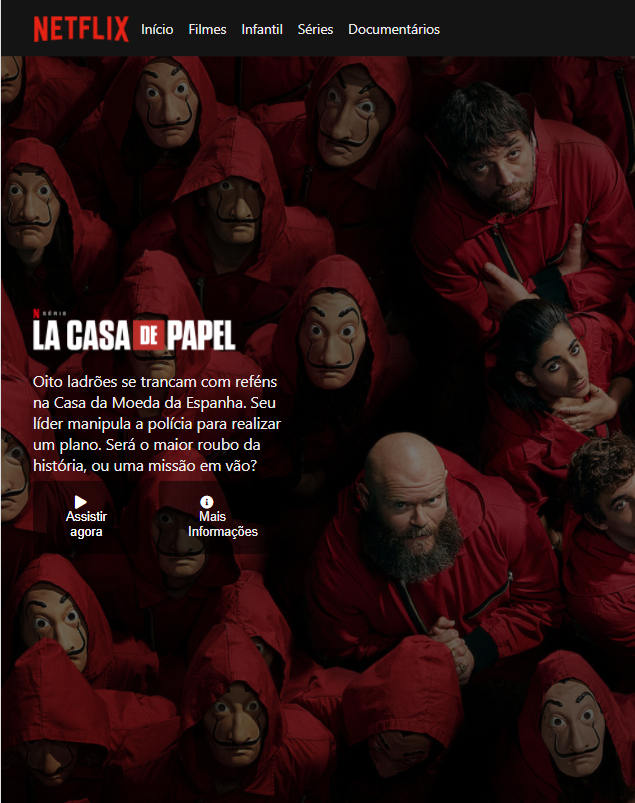 NETFLIX Início Filmes Infantil Séries Documentários
N SÉRIE
LA CASA DE PAPEL
Oito ladrões se trancam com reféns
na Casa da Moeda da Espanha. Seu
líder manipula a polícia para realizar
um plano. Será o maior roubo da
história, ou uma missão em vão?
Assistir
agora
Mais
Informações